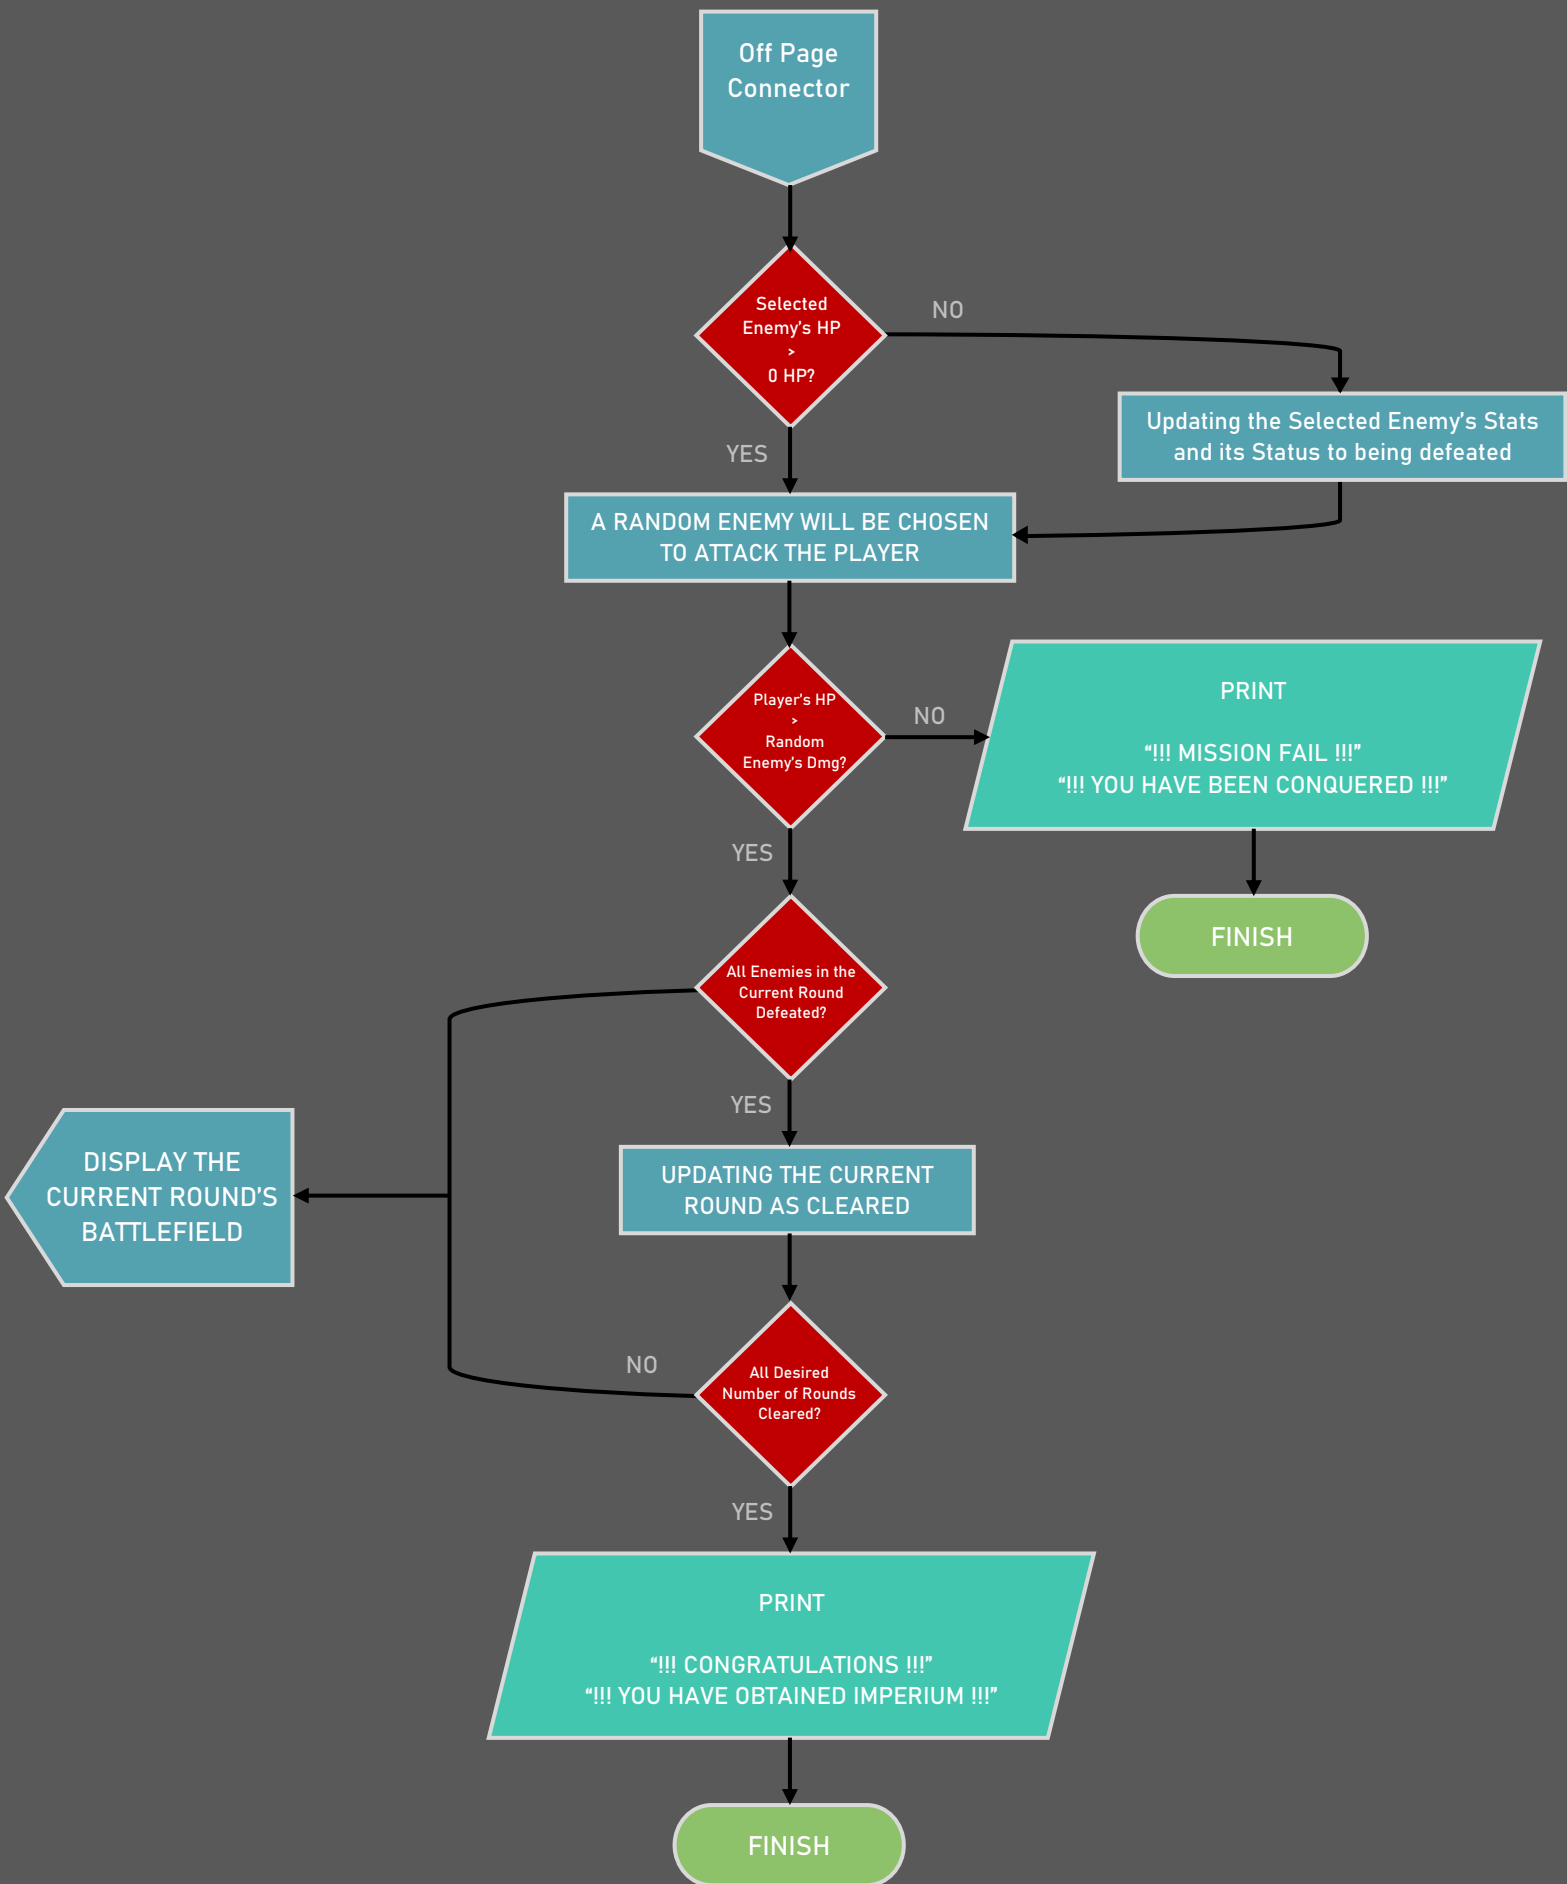 Off Page
Connector
Selected
Enemy's HP
>
0 HP?
NO
Updating the Selected Enemy's Stats
and its Status to being defeated
YES
A RANDOM ENEMY WILL BE CHOSEN
TO ATTACK THE PLAYER
Player's HP
>
Random
Enemy's Dmg?
NO
PRINT
“!!! MISSION FAIL !!!”
“!!! YOU HAVE BEEN CONQUERED !!!”
YES
FINISH
All Enemies in the
Current Round
Defeated?
YES
DISPLAY THE
CURRENT ROUND'S
BATTLEFIELD
UPDATING THE CURRENT
ROUND AS CLEARED
NO
All Desired
Number of Rounds
Cleared?
YES
PRINT
“!!! CONGRATULATIONS !!!”
“!!! YOU HAVE OBTAINED IMPERIUM !!!”
FINISH